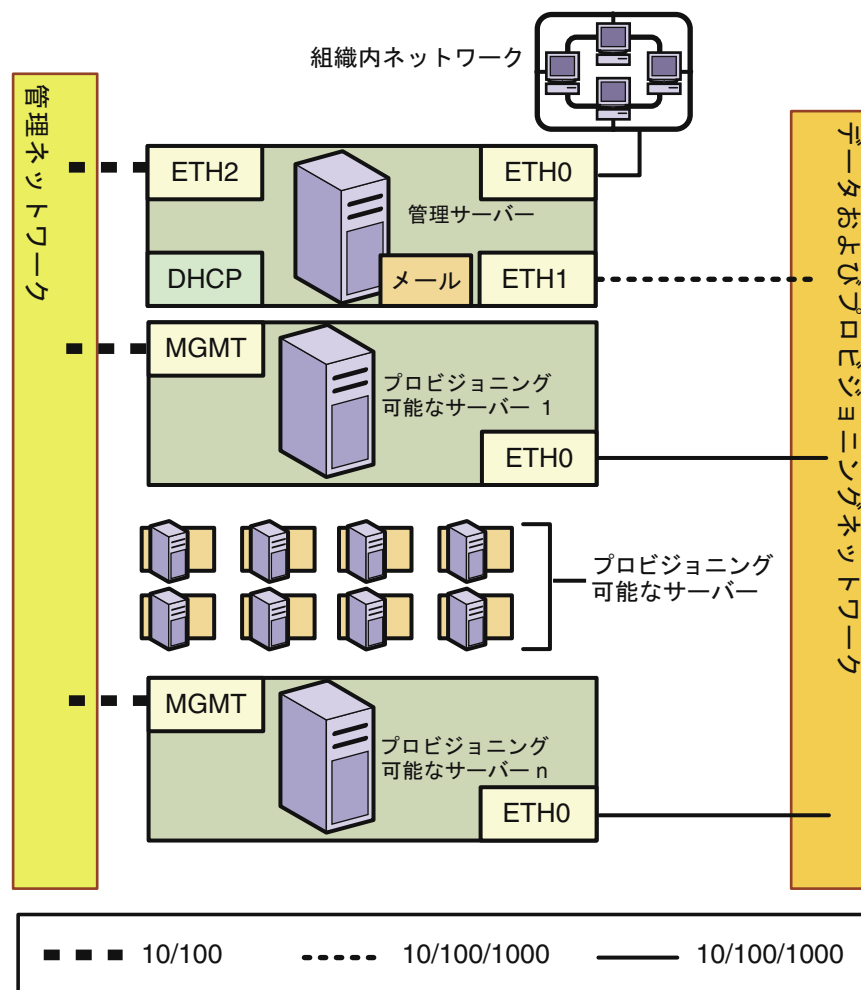 組織内ネットワーク
管理ネットワーク
データおよびプロビジョニングネットワーク
ETH2
ETH0
管理サーバー
DHCP
メール
ETH1
MGMT
プロビジョニング
可能なサーバー 1
ETH0
プロビジョニング
可能なサーバー
MGMT
プロビジョニング
可能なサーバー n
ETH0
10/100
10/100/1000
10/100/1000